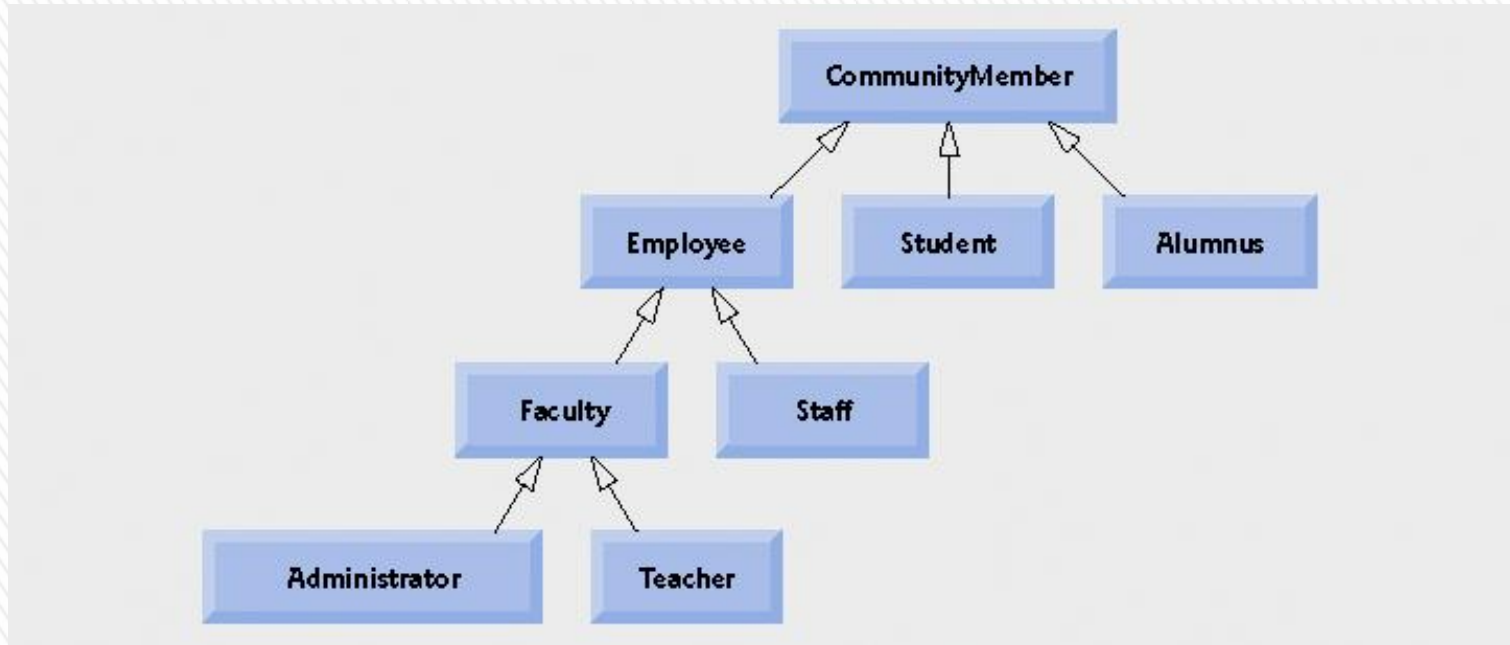 CommunityMember
Employee
Student
Alumnus
Faculty
Staff
Administrator
Teacher